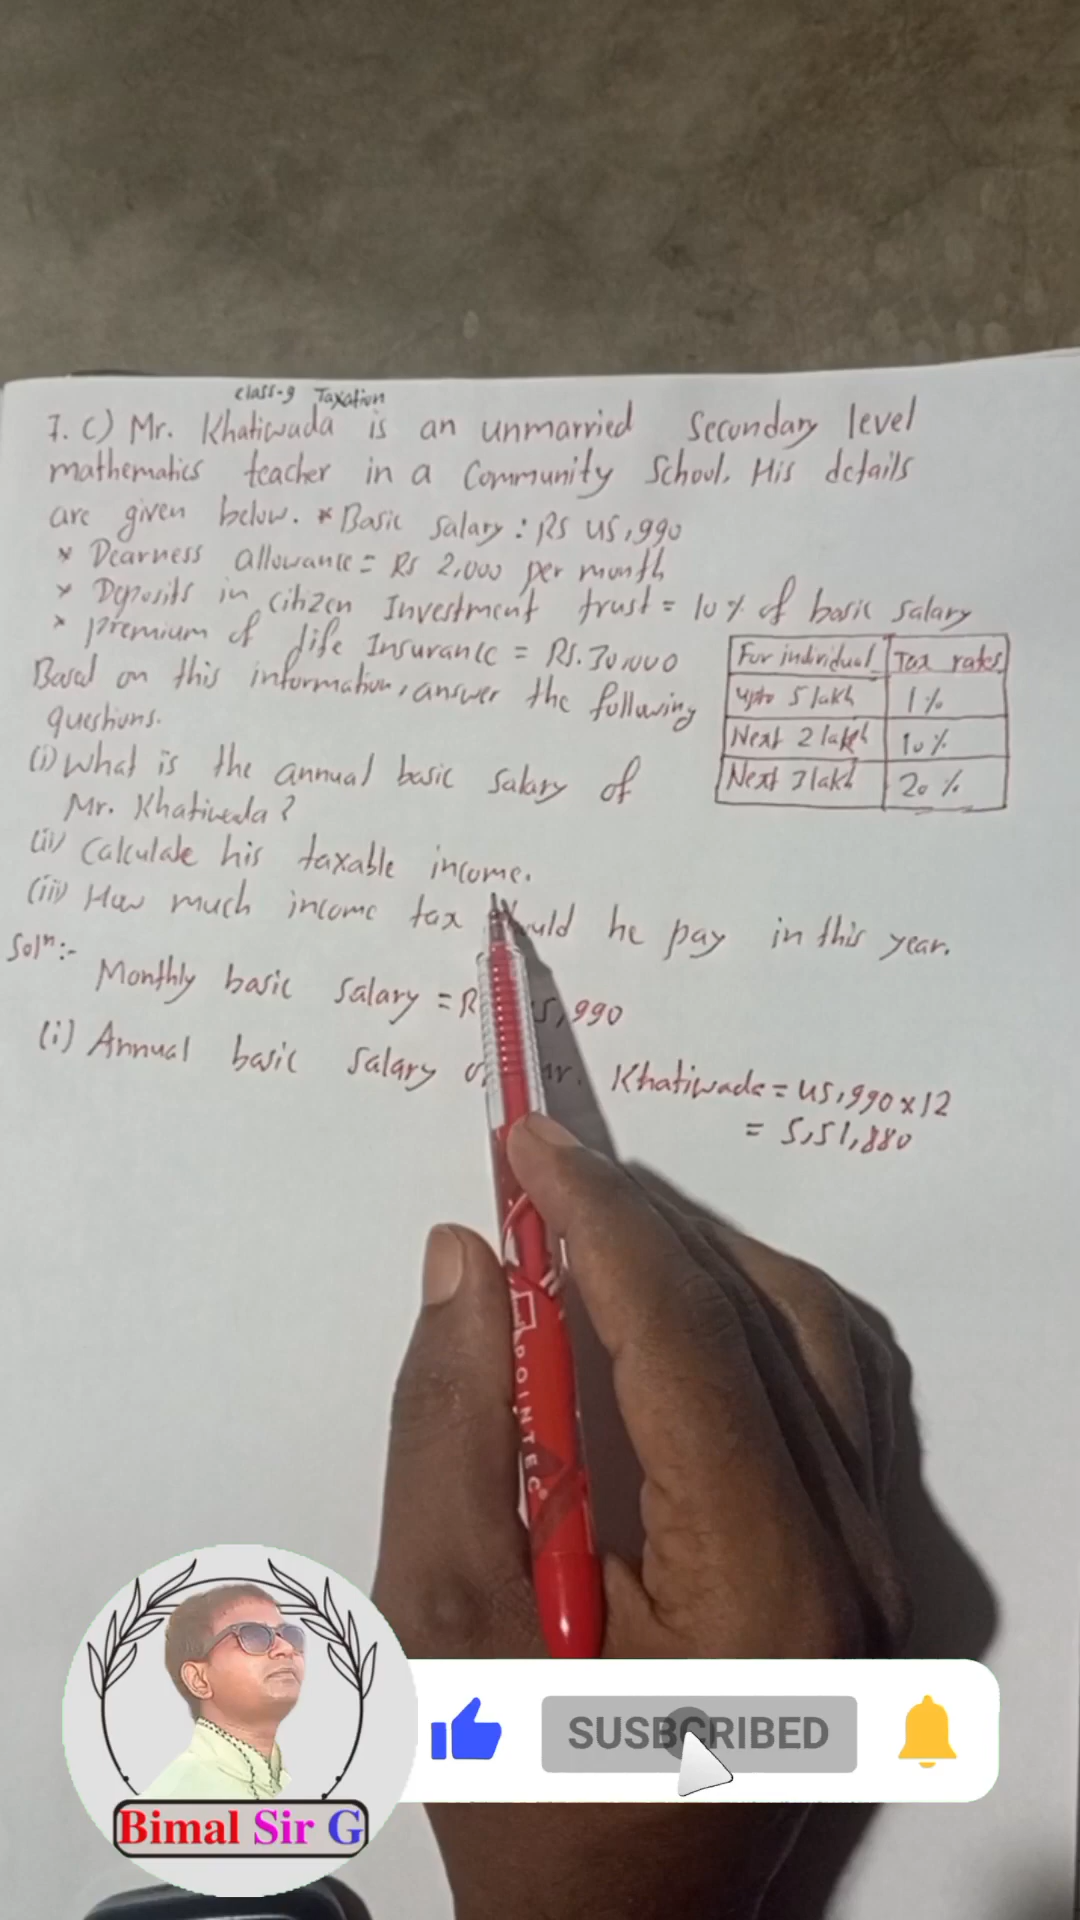 class-9 Taxation
7. c) Mr. Khatiwada is an unmarried Secondary level
mathematics teacher in a Community School. His details
are given below. * Basic salary : Rs 45,990
* Dearness allowance = Rs 2,000 per month
* Deposits in Citizen Investment trust = 10% of basic salary
* premium of life Insurance = Rs. 30,000
Based on this information, answer the following
questions.
For individual Tax rates
upto 5 lakh 1%
Next 2 lakh 10%
Next 3 lakh 20%
(i) What is the annual basic salary of
Mr. Khatiwada?
(ii) Calculate his taxable income.
(iii) How much income tax should he pay in this year.
Solⁿ:-
Monthly basic salary = R 5,990
(i) Annual basic salary Mr. Khatiwada = 45,990 x 12
= 5,51,880
POINTEC
SUSBCRIBED
Bimal Sir G